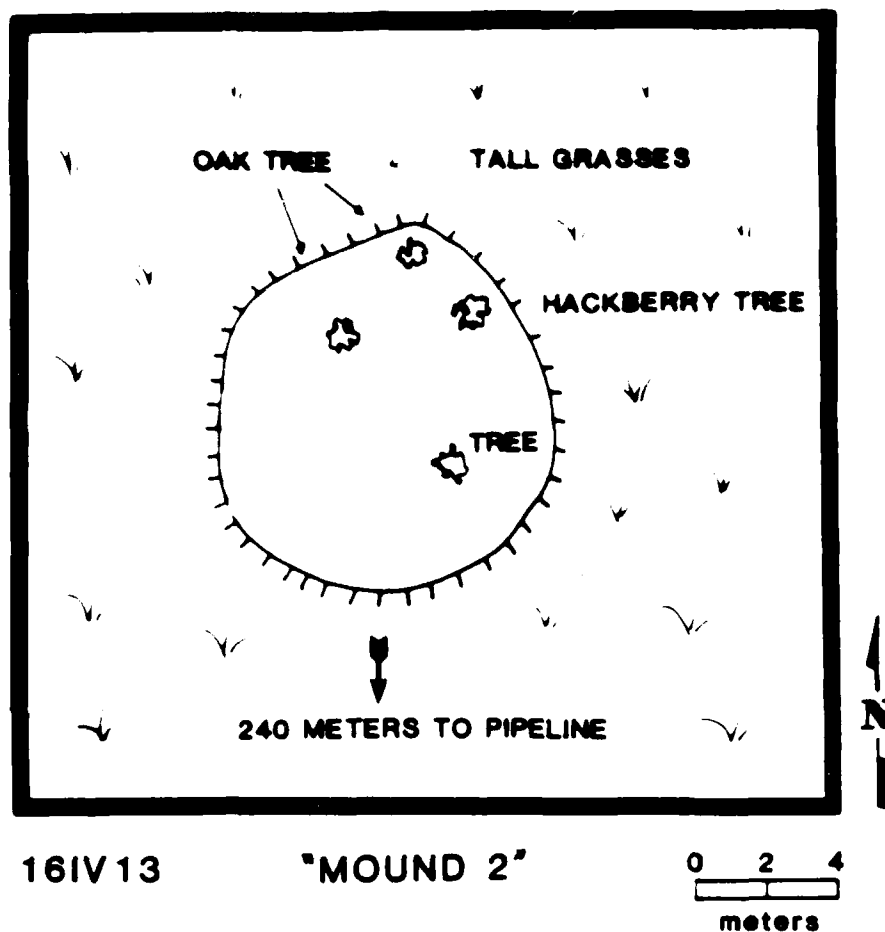 OAK TREE
TALL GRASSES
HACKBERRY TREE
TREE
240 METERS TO PIPELINE
N
16IV13
"MOUND 2"
0 2 4
meters